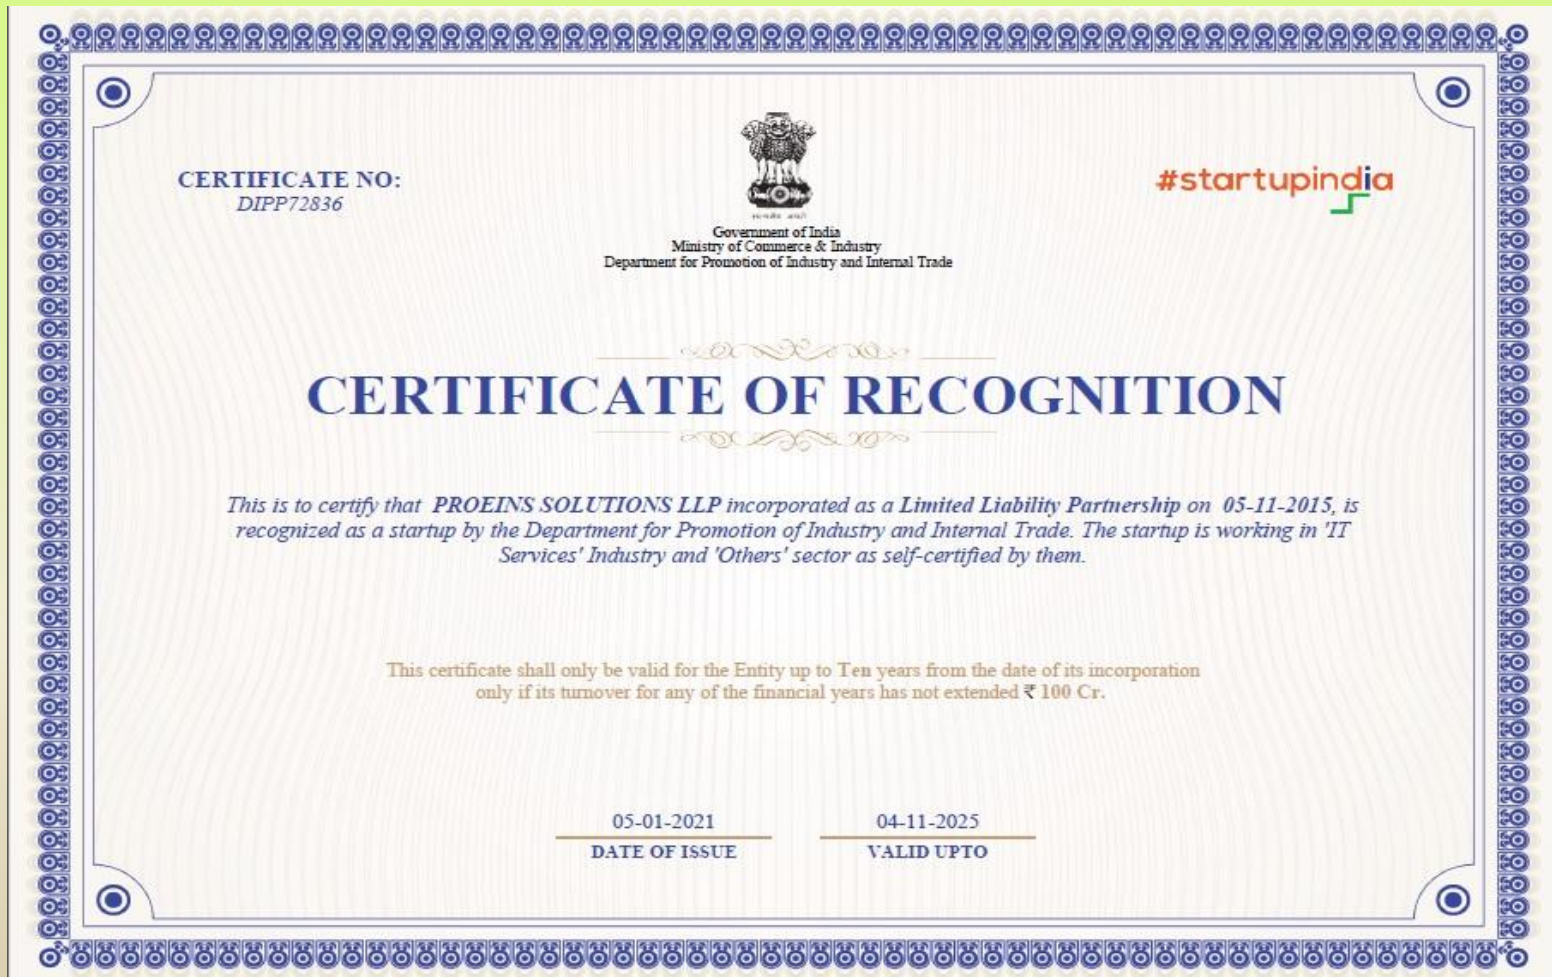 CERTIFICATE NO:
DIPP72836
#startupindia
Government of India
Ministry of Commerce & Industry
Department for Promotion of Industry and Internal Trade
CERTIFICATE OF RECOGNITION
This is to certify that PROEINS SOLUTIONS LLP incorporated as a Limited Liability Partnership on 05-11-2015, is
recognized as a startup by the Department for Promotion of Industry and Internal Trade. The startup is working in 'IT
Services' Industry and 'Others' sector as self-certified by them.
This certificate shall only be valid for the Entity up to Ten years from the date of its incorporation
only if its turnover for any of the financial years has not extended ₹ 100 Cr.
05-01-2021
DATE OF ISSUE
04-11-2025
VALID UPTO